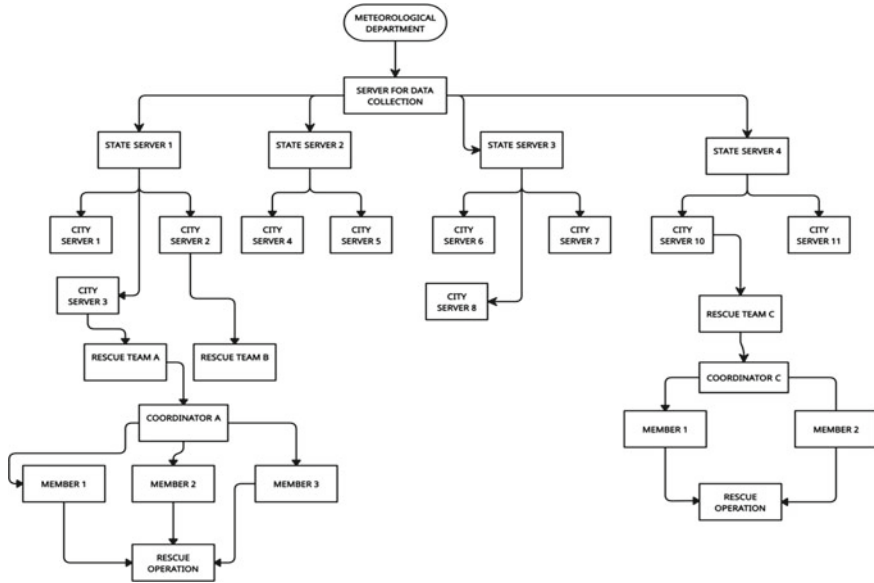 METEOROLOGICAL
DEPARTMENT
SERVER FOR DATA
COLLECTION
STATE SERVER 1
STATE SERVER 2
STATE SERVER 3
STATE SERVER 4
CITY
SERVER 1
CITY
SERVER 2
CITY
SERVER 4
CITY
SERVER 5
CITY
SERVER 6
CITY
SERVER 7
CITY
SERVER 10
CITY
SERVER 11
CITY
SERVER 3
CITY
SERVER 8
RESCUE TEAM C
RESCUE TEAM A
RESCUE TEAM B
COORDINATOR C
COORDINATOR A
MEMBER 1
MEMBER 2
MEMBER 1
MEMBER 2
MEMBER 3
RESCUE
OPERATION
RESCUE
OPERATION